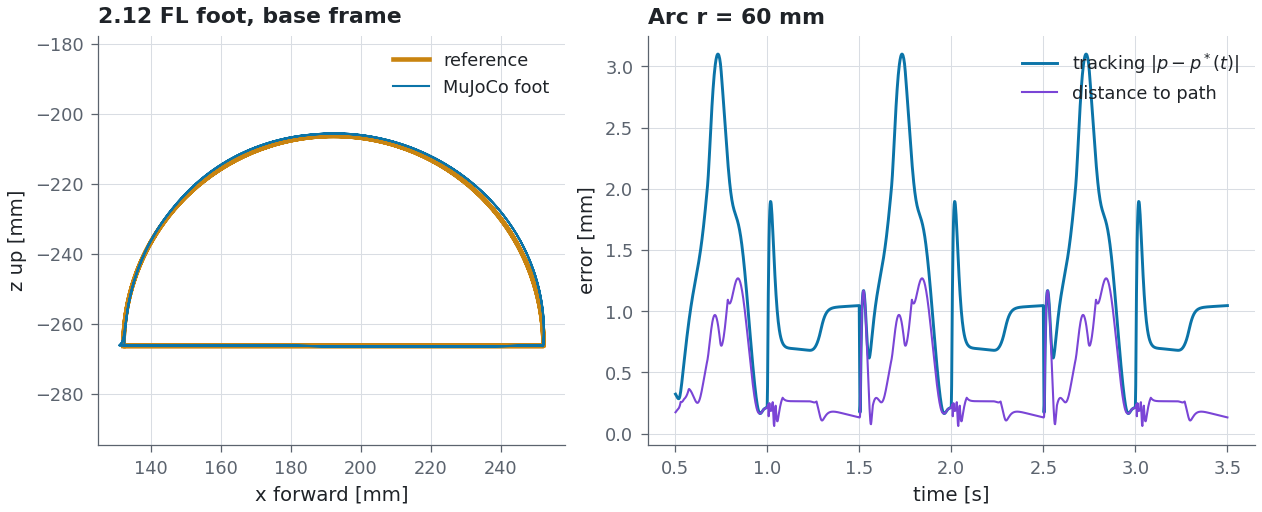 2.12 FL foot, base frame
−180
−200
−220
−240
−260
−280
140
160
180
200
220
240
x forward [mm]
z up [mm]
reference
MuJoCo foot
Arc r = 60 mm
3.0
2.5
2.0
1.5
1.0
0.5
0.0
0.5
1.0
1.5
2.0
2.5
3.0
3.5
time [s]
error [mm]
tracking |p − p*(t)|
distance to path